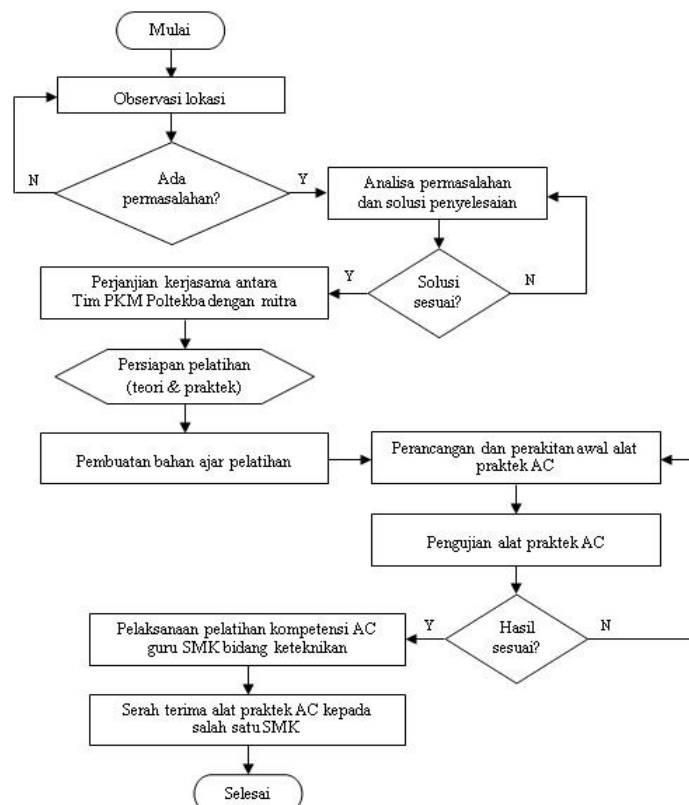 Mulai
Observasi lokasi
Ada
permasalahan?
N
Y
Analisa permasalahan
dan solusi penyelesaian
Solusi
sesuai?
Y
N
Perjanjian kerjasama antara
Tim PKM Poltekba dengan mitra
Persiapan pelatihan
(teori & praktek)
Pembuatan bahan ajar pelatihan
Perancangan dan perakitan awal alat
praktek AC
Pengujian alat praktek AC
Hasil
sesuai?
Y
N
Pelaksanaan pelatihan kompetensi AC
guru SMK bidang keteknikan
Serah terima alat praktek AC kepada
salah satu SMK
Selesai